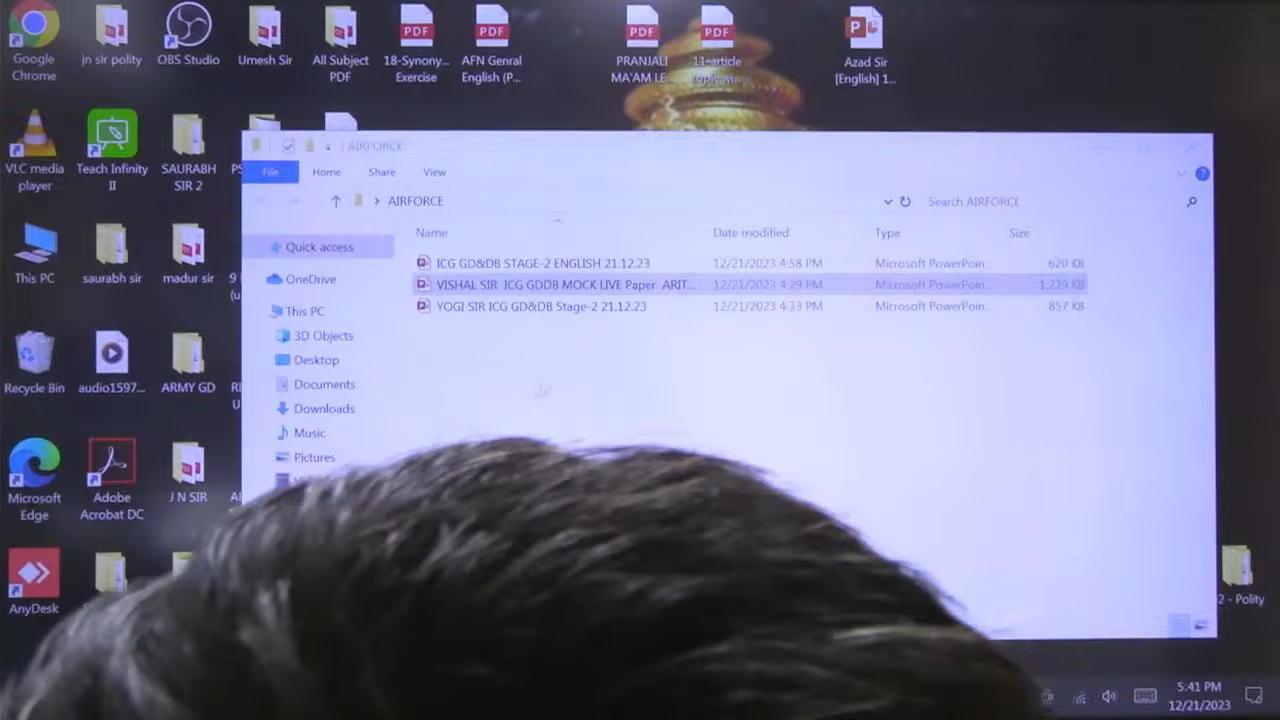 Google Chrome
jn sir polity
OBS Studio
Umesh Sir
All Subject PDF
18-Synony... Exercise
AFN Genral English (P...
PRANJALI MA'AM LE...
11-article topic wi...
Azad Sir [English] 1...
VLC media player
Teach Infinity II
SAURABH SIR 2
AIRFORCE
File Home Share View
AIRFORCE
Search AIRFORCE
Name Date modified Type Size
Quick access
OneDrive
This PC
3D Objects
Desktop
Documents
Downloads
Music
Pictures
ICG GD&DB STAGE-2 ENGLISH 21.12.23 12/21/2023 4:58 PM Microsoft PowerPoin... 620 KB
VISHAL SIR ICG GDDB MOCK LIVE Paper ARIT... 12/21/2023 4:29 PM Microsoft PowerPoin... 1,229 KB
YOGI SIR ICG GD&DB Stage-2 21.12.23 12/21/2023 4:33 PM Microsoft PowerPoin... 857 KB
This PC
saurabh sir
madur sir
Recycle Bin
audio1597...
ARMY GD
Microsoft Edge
Adobe Acrobat DC
J N SIR
AnyDesk
2 - Polity
5:41 PM
12/21/2023